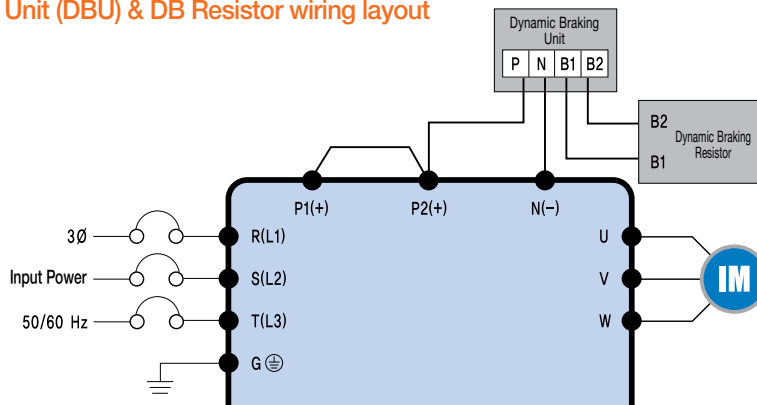 Unit (DBU) & DB Resistor wiring layout
Dynamic Braking
Unit
P N B1 B2
B2
Dynamic Braking
Resistor
B1
P1(+) P2(+) N(−)
3Ø R(L1) U
Input Power S(L2) V IM
50/60 Hz T(L3) W
G